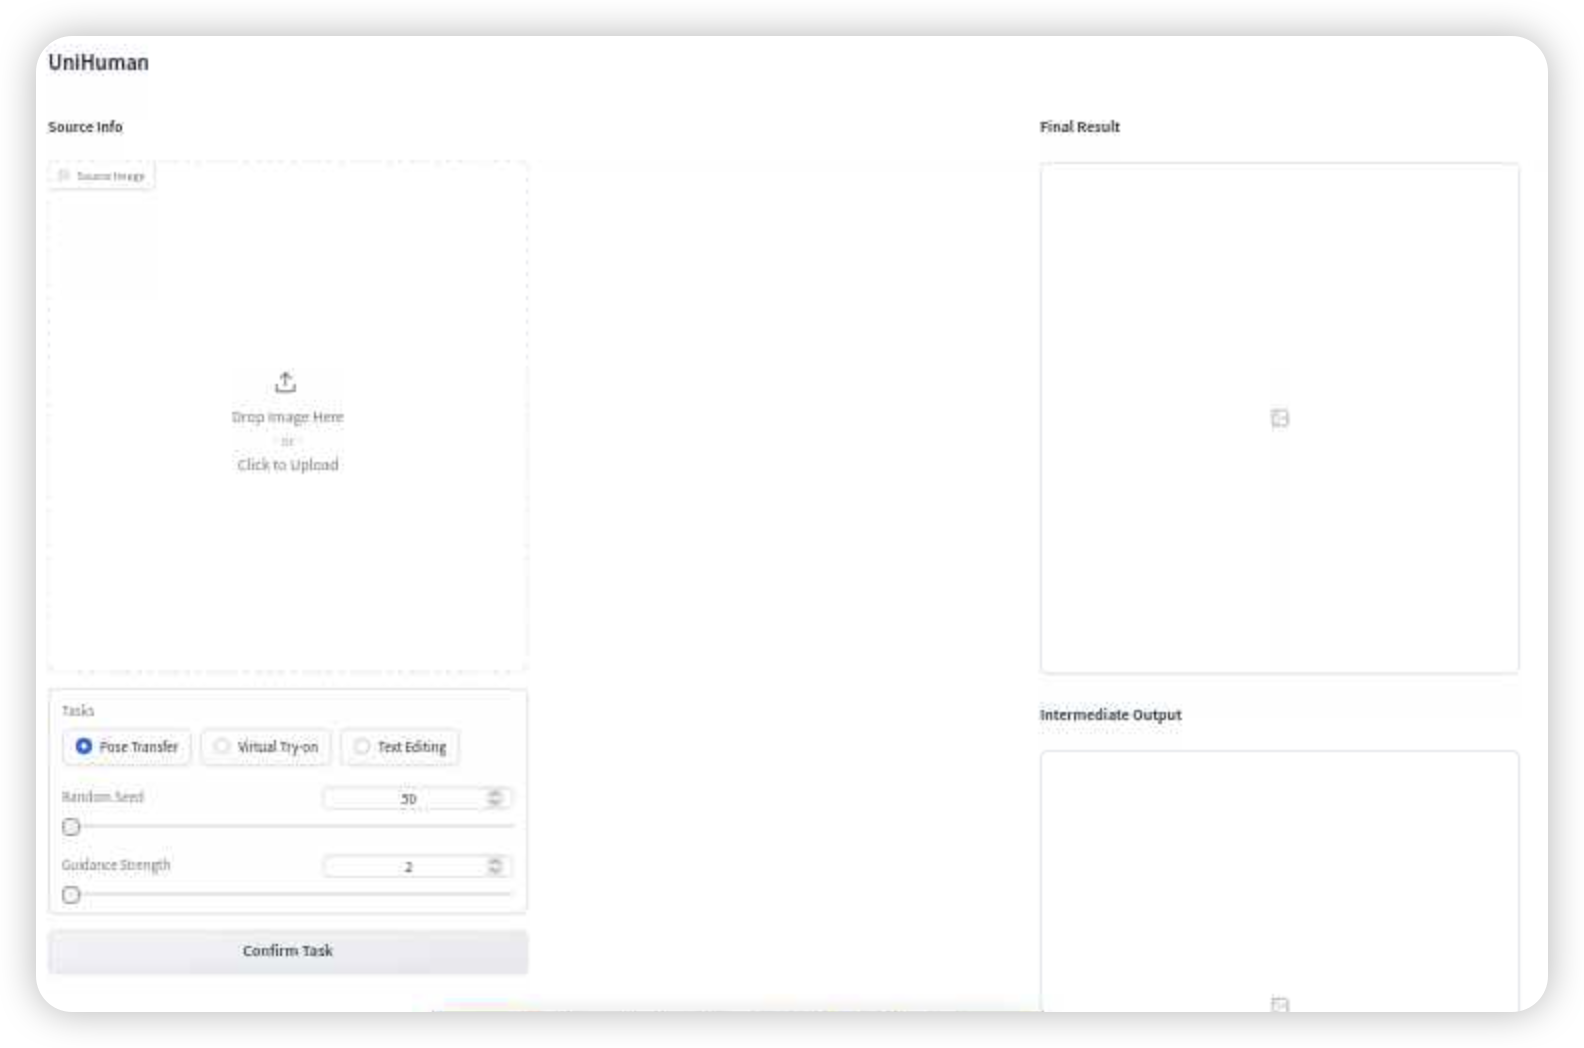 UniHuman
Source Info
Source Image
Drop Image Here
- or -
Click to Upload
Tasks
Pose Transfer
Virtual Try-on
Text Editing
Random Seed
50
Guidance Strength
2
Confirm Task
Final Result
Intermediate Output